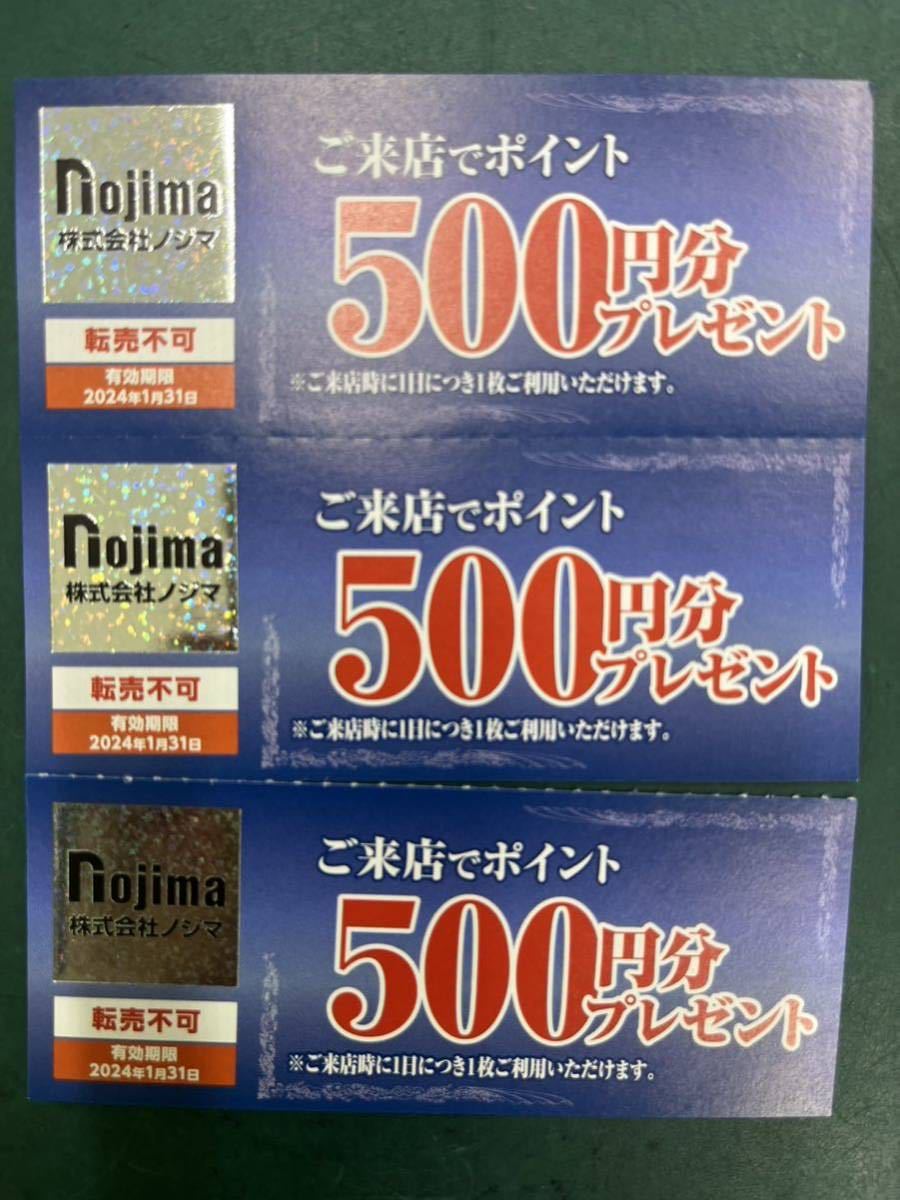 nojima
株式会社ノジマ
転売不可
有効期限
2024年1月31日
ご来店でポイント
500円分
プレゼント
※ご来店時に1日につき1枚ご利用いただけます。
nojima
株式会社ノジマ
転売不可
有効期限
2024年1月31日
ご来店でポイント
500円分
プレゼント
※ご来店時に1日につき1枚ご利用いただけます。
nojima
株式会社ノジマ
転売不可
有効期限
2024年1月31日
ご来店でポイント
500円分
プレゼント
※ご来店時に1日につき1枚ご利用いただけます。